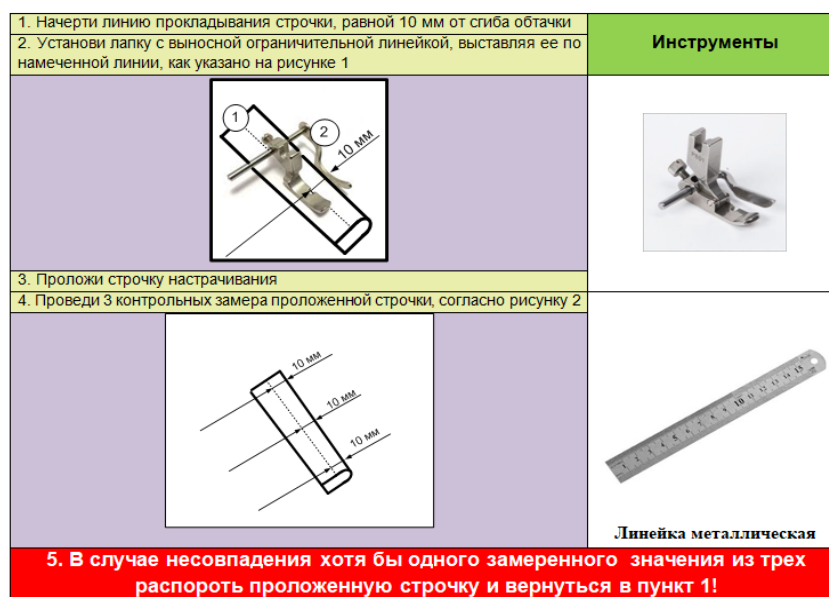 1. Начерти линию прокладывания строчки, равной 10 мм от сгиба обтачки
2. Установи лапку с выносной ограничительной линейкой, выставляя ее по
намеченной линии, как указано на рисунке 1
Инструменты
1
2
10 мм
3. Проложи строчку настрачивания
4. Проведи 3 контрольных замера проложенной строчки, согласно рисунку 2
10 мм
10 мм
10 мм
Линейка металлическая
5. В случае несовпадения хотя бы одного замеренного значения из трех
распороть проложенную строчку и вернуться в пункт 1!